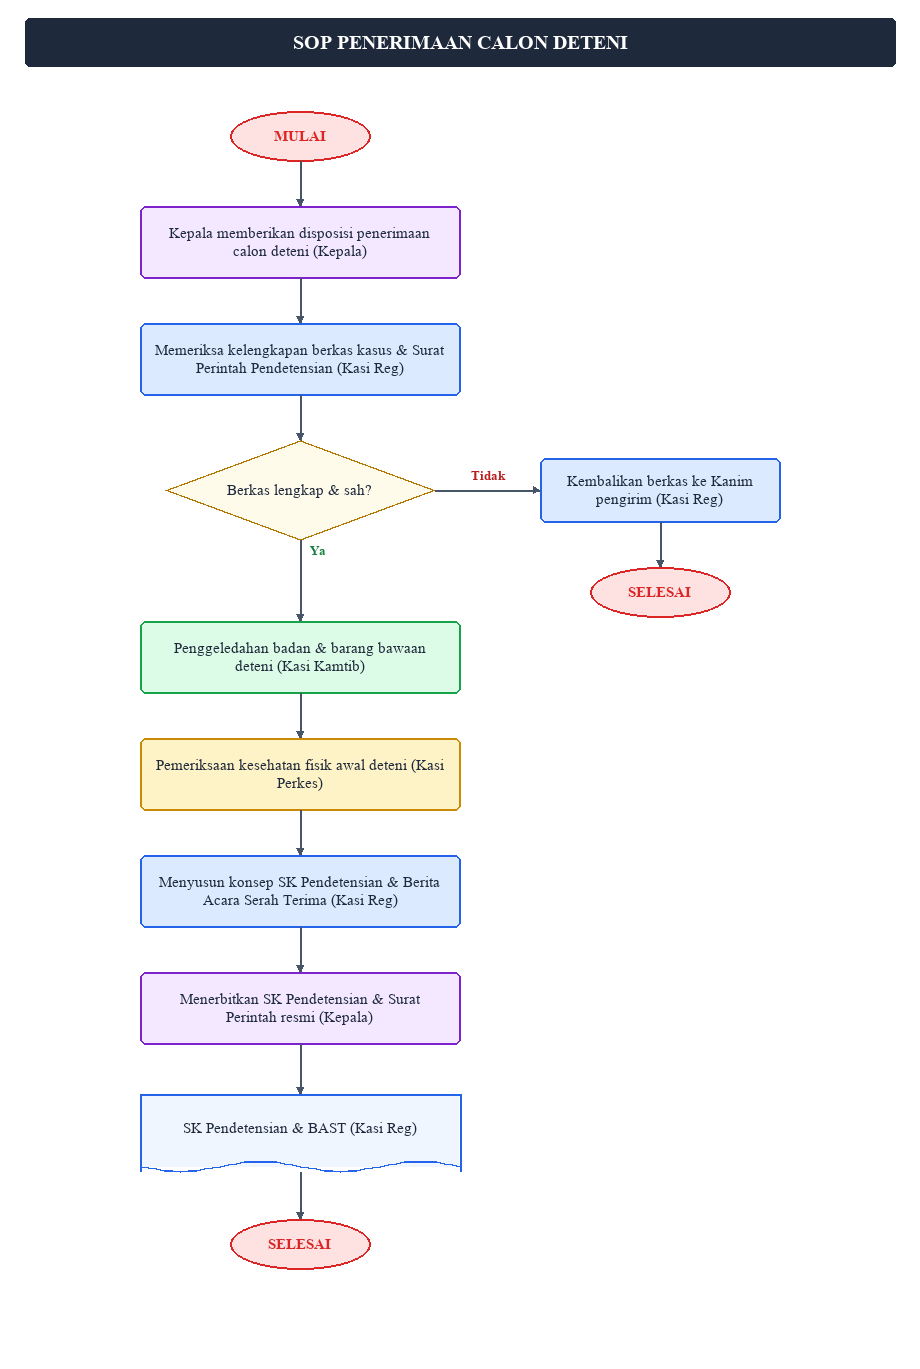 SOP PENERIMAAN CALON DETENI
MULAI
Kepala memberikan disposisi penerimaan
calon deteni (Kepala)
Memeriksa kelengkapan berkas kasus & Surat
Perintah Pendetensian (Kasi Reg)
Berkas lengkap & sah?
Tidak
Kembalikan berkas ke Kanim
pengirim (Kasi Reg)
SELESAI
Ya
Penggeledahan badan & barang bawaan
deteni (Kasi Kamtib)
Pemeriksaan kesehatan fisik awal deteni (Kasi
Perkes)
Menyusun konsep SK Pendetensian & Berita
Acara Serah Terima (Kasi Reg)
Menerbitkan SK Pendetensian & Surat
Perintah resmi (Kepala)
SK Pendetensian & BAST (Kasi Reg)
SELESAI